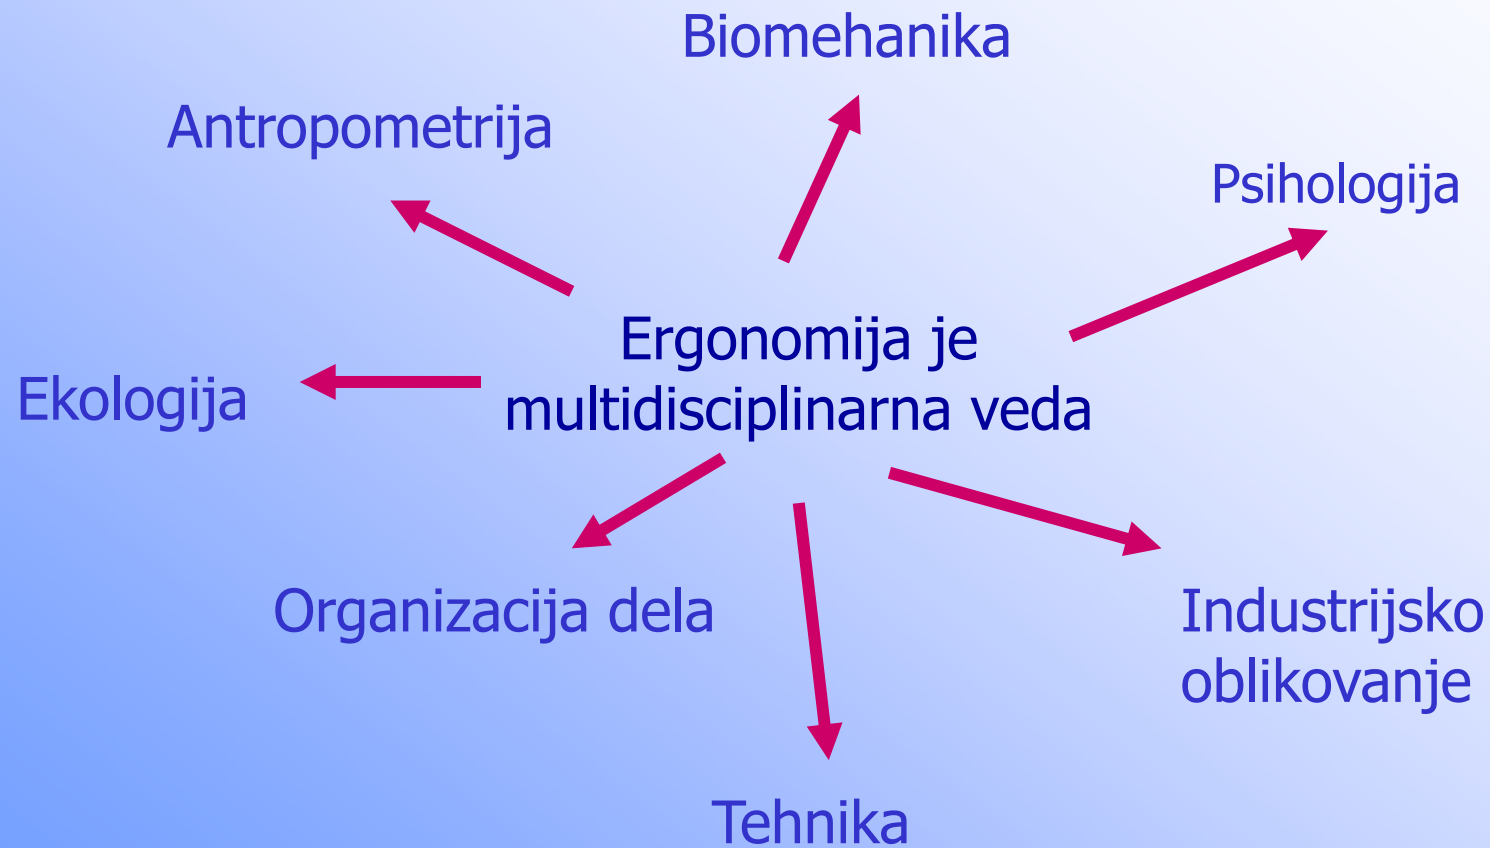 Biomehanika
Antropometrija
Psihologija
Ergonomija je
multidisciplinarna veda
Ekologija
Organizacija dela
Industrijsko
oblikovanje
Tehnika